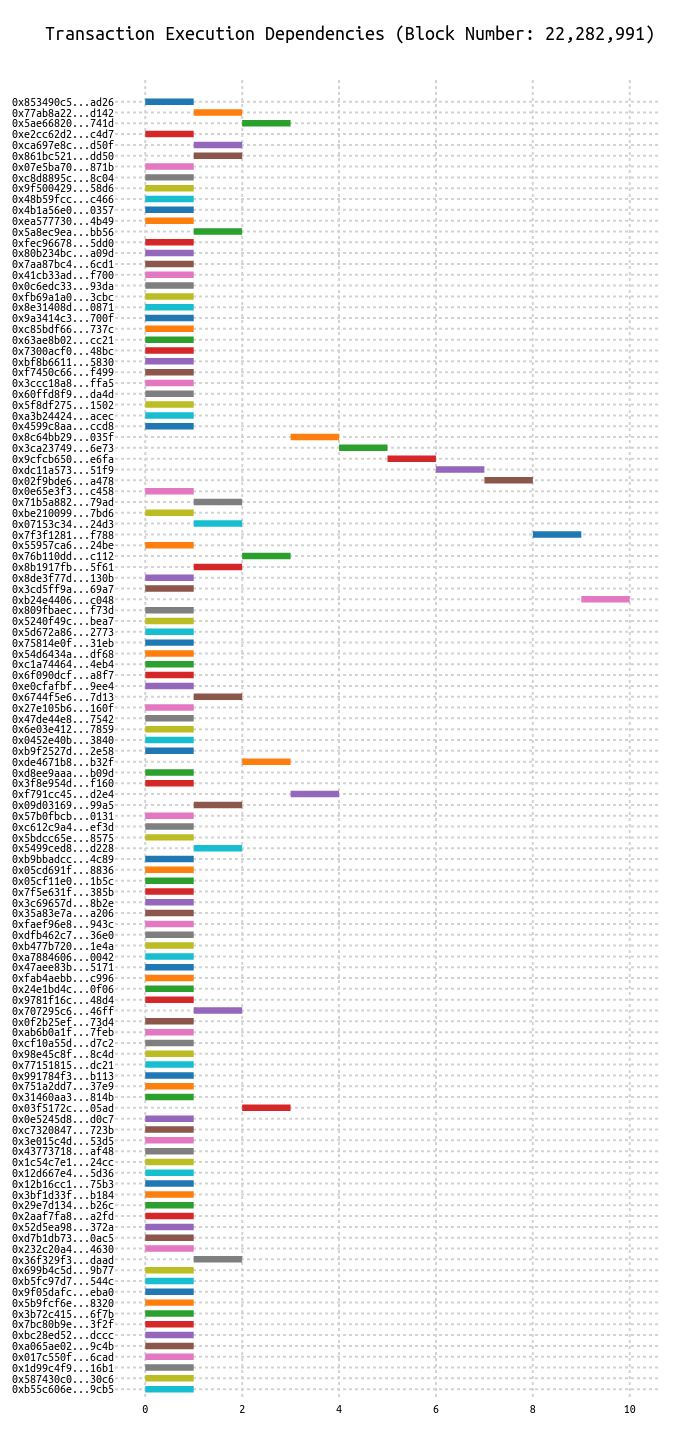 Transaction Execution Dependencies (Block Number: 22,282,991)
0x853490c5...ad26
0x77ab8a22...d142
0x5ae66820...741d
0xe2cc62d2...c4d7
0xca697e8c...d50f
0x861bc521...dd50
0x07e5ba70...871b
0xc8d8895c...8c04
0x9f500429...58d6
0x48b59fcc...c466
0x4b1a56e0...0357
0xea577730...4b49
0x5a8ec9ea...bb56
0xfec96678...5dd0
0x80b234bc...a09d
0x7aa87bc4...6cd1
0x41cb33ad...f700
0x0c6edc33...93da
0xfb69a1a0...3cbc
0x8e31408d...0871
0x9a3414c3...700f
0xc85bdf66...737c
0x63ae8b02...cc21
0x7300acf0...48bc
0xbf8b6611...5830
0xf7450c66...f499
0x3ccc18a8...ffa5
0x60ffd8f9...da4d
0x5f8df275...1502
0xa3b24424...acec
0x4599c8aa...ccd8
0x8c64bb29...035f
0x3ca23749...6e73
0x9cfcb650...e6fa
0xdc11a573...51f9
0x02f9bde6...a478
0x0e65e3f3...c458
0x71b5a882...79ad
0xbe210099...7bd6
0x07153c34...24d3
0x7f3f1281...f788
0x55957ca6...24be
0x76b110dd...c112
0x8b1917fb...5f61
0x8de3f77d...130b
0x3cd5ff9a...69a7
0xb24e4406...c048
0x809fbaec...f73d
0x5240f49c...bea7
0x5d672a86...2773
0x75814e0f...31eb
0x54d6434a...df68
0xc1a74464...4eb4
0x6f090dcf...a8f7
0xe0cfafbf...9ee4
0x6744f5e6...7d13
0x27e105b6...160f
0x47de44e8...7542
0x6e03e412...7859
0x0452e40b...3840
0xb9f2527d...2e58
0xde4671b8...b32f
0xd8ee9aaa...b09d
0x3f8e954d...f160
0xf791cc45...d2e4
0x09d03169...99a5
0x57b0fbcb...0131
0xc612c9a4...ef3d
0x5bdcc65e...8575
0x5499ced8...d228
0xb9bbadcc...4c89
0x05cd691f...8836
0x05cf11e0...1b5c
0x7f5e631f...385b
0x3c69657d...8b2e
0x35a83e7a...a206
0xfaef96e8...943c
0xdfb462c7...36e0
0xb477b720...1e4a
0xa7884606...0042
0x47aee83b...5171
0xfab4aebb...c996
0x24e1bd4c...0f06
0x9781f16c...48d4
0x707295c6...46ff
0x0f2b25ef...73d4
0xab6b0a1f...7feb
0xcf10a55d...d7c2
0x98e45c8f...8c4d
0x77151815...dc21
0x991784f3...b113
0x751a2dd7...37e9
0x31460aa3...814b
0x03f5172c...05ad
0x0e5245d8...d0c7
0xc7320847...723b
0x3e015c4d...53d5
0x43773718...af48
0x1c54c7e1...24cc
0x12d667e4...5d36
0x12b16cc1...75b3
0x3bf1d33f...b184
0x29e7d134...b26c
0x2aaf7fa8...a2fd
0x52d5ea98...372a
0xd7b1db73...0ac5
0x232c20a4...4630
0x36f329f3...daad
0x699b4c5d...9b77
0xb5fc97d7...544c
0x9f05dafc...eba0
0x5b9fcf6e...8320
0x3b72c415...6f7b
0x7bc80b9e...3f2f
0xbc28ed52...dccc
0xa065ae02...9c4b
0x017c550f...6cad
0x1d99c4f9...16b1
0x587430c0...30c6
0xb55c606e...9cb5
0 2 4 6 8 10